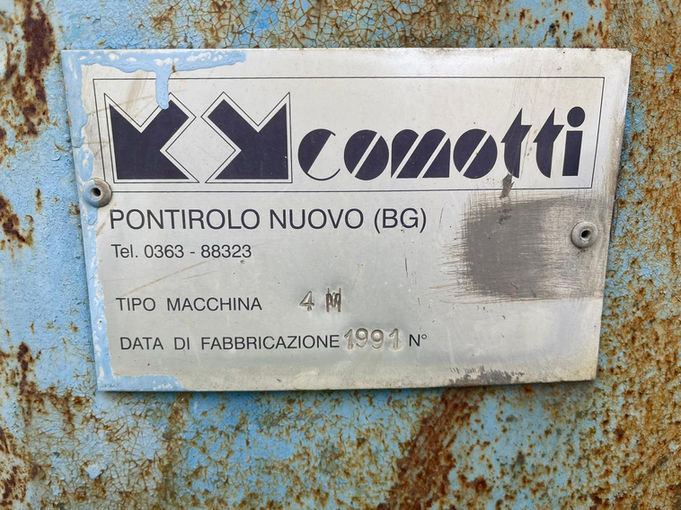 comotti
PONTIROLO NUOVO (BG)
Tel. 0363 - 88323
TIPO MACCHINA 4 M
DATA DI FABBRICAZIONE 1991 N°